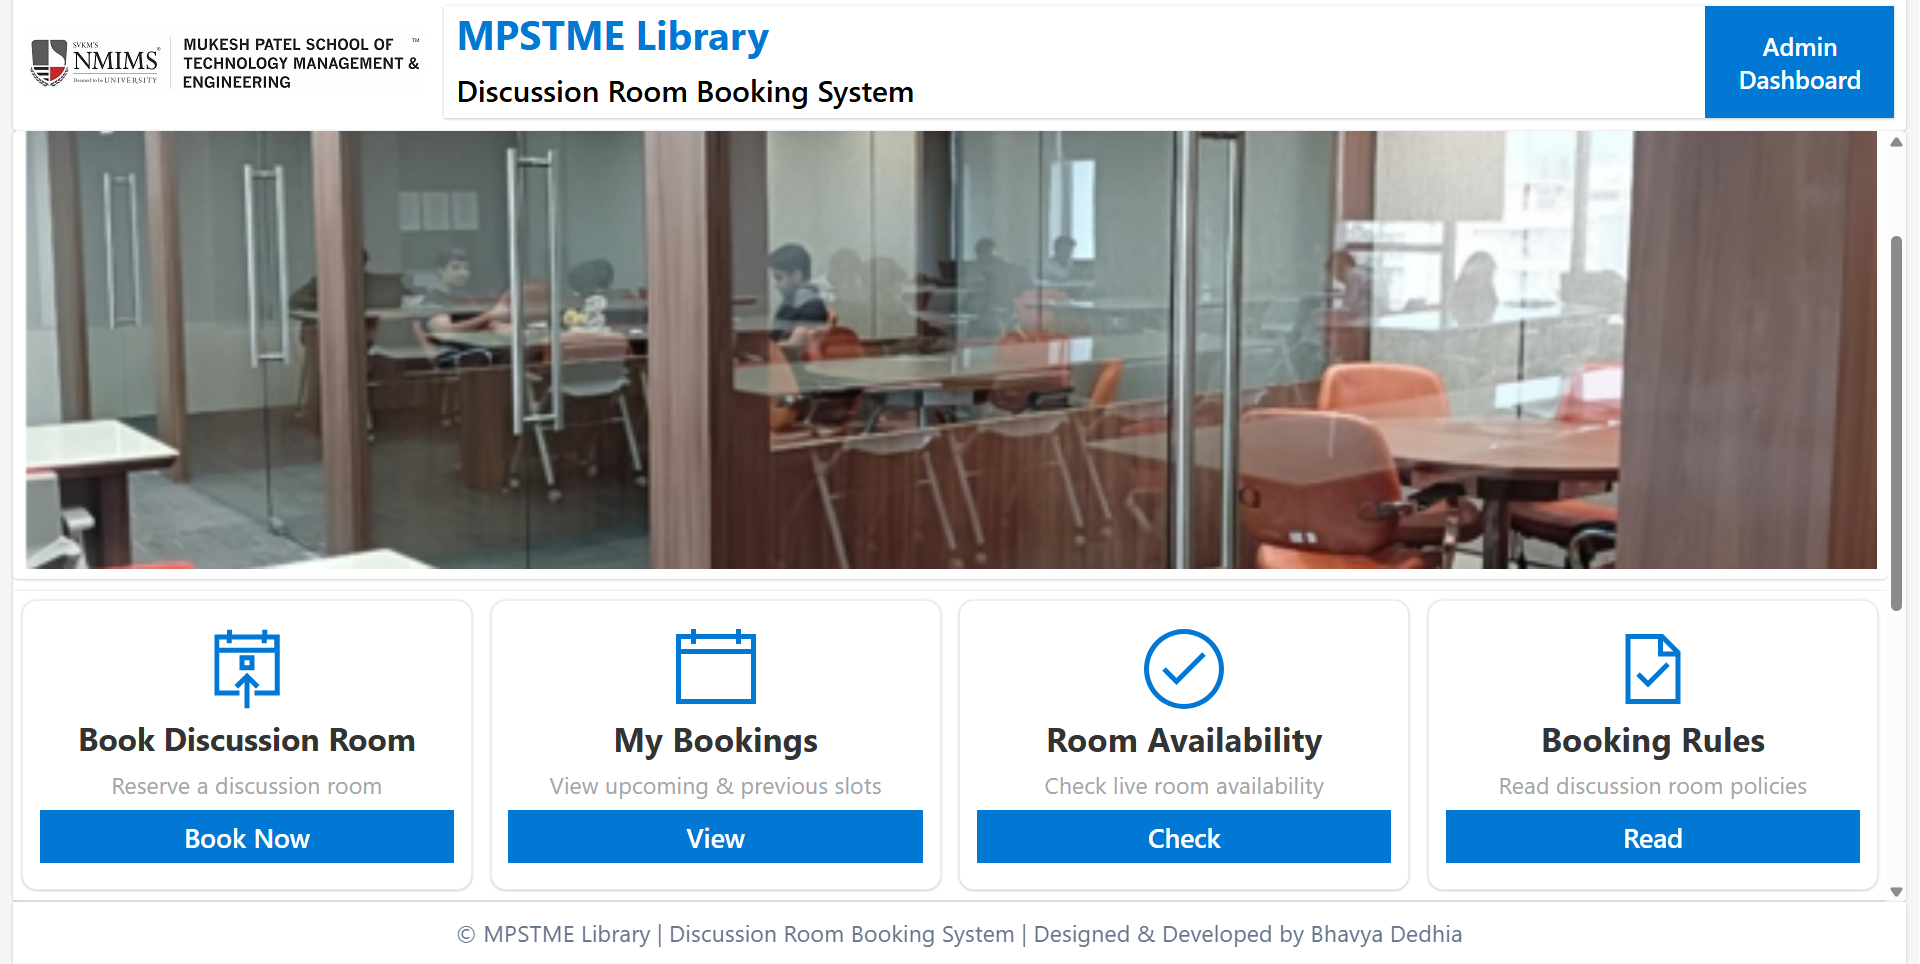 SVKM'S
NMIMS®
Deemed to be UNIVERSITY
MUKESH PATEL SCHOOL OF ™
TECHNOLOGY MANAGEMENT &
ENGINEERING
MPSTME Library
Discussion Room Booking System
Admin
Dashboard
Book Discussion Room
Reserve a discussion room
Book Now
My Bookings
View upcoming & previous slots
View
Room Availability
Check live room availability
Check
Booking Rules
Read discussion room policies
Read
© MPSTME Library | Discussion Room Booking System | Designed & Developed by Bhavya Dedhia